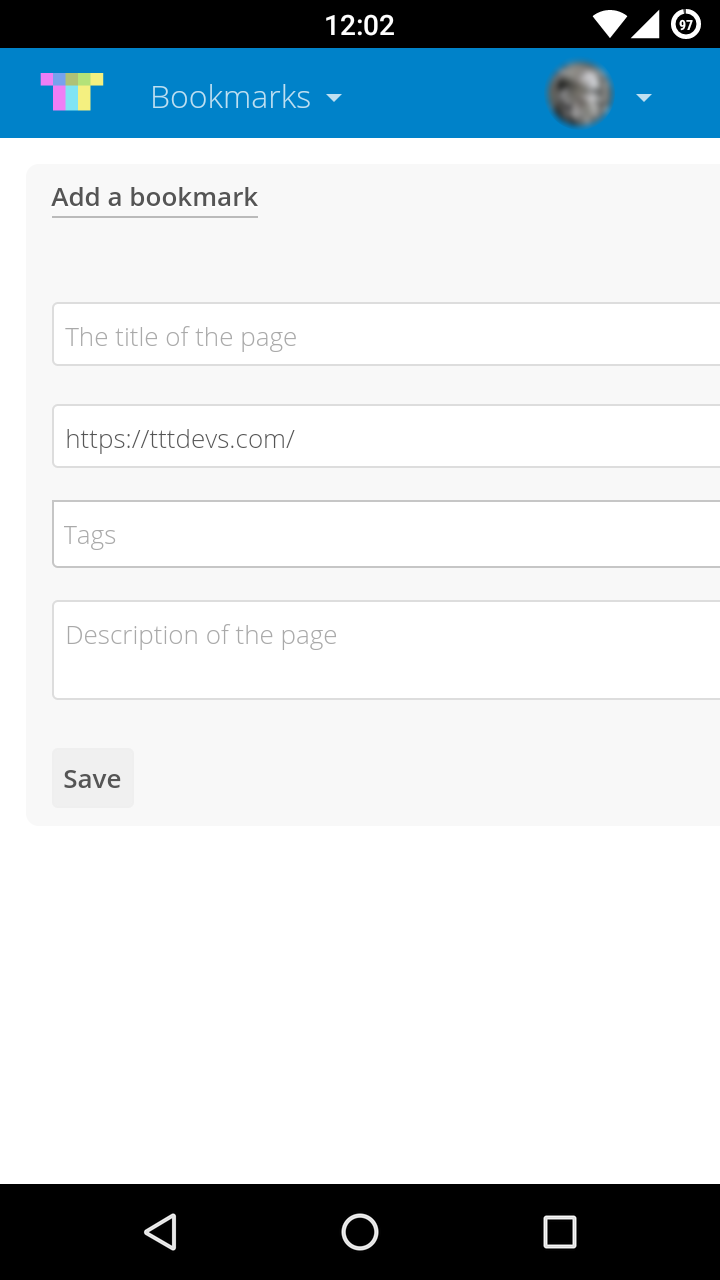 12:02
97
Bookmarks
Add a bookmark
The title of the page
https://tttdevs.com/
Tags
Description of the page
Save